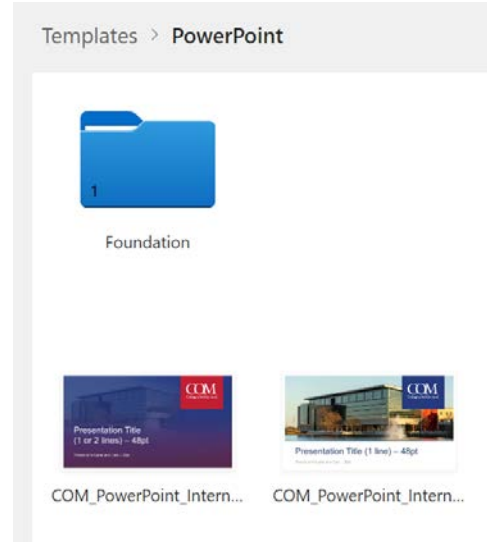 Templates > PowerPoint
1
Foundation
COM
Presentation Title
(1 or 2 lines) – 48pt
COM
Presentation Title (1 line) – 48pt
COM_PowerPoint_Intern...
COM_PowerPoint_Intern...